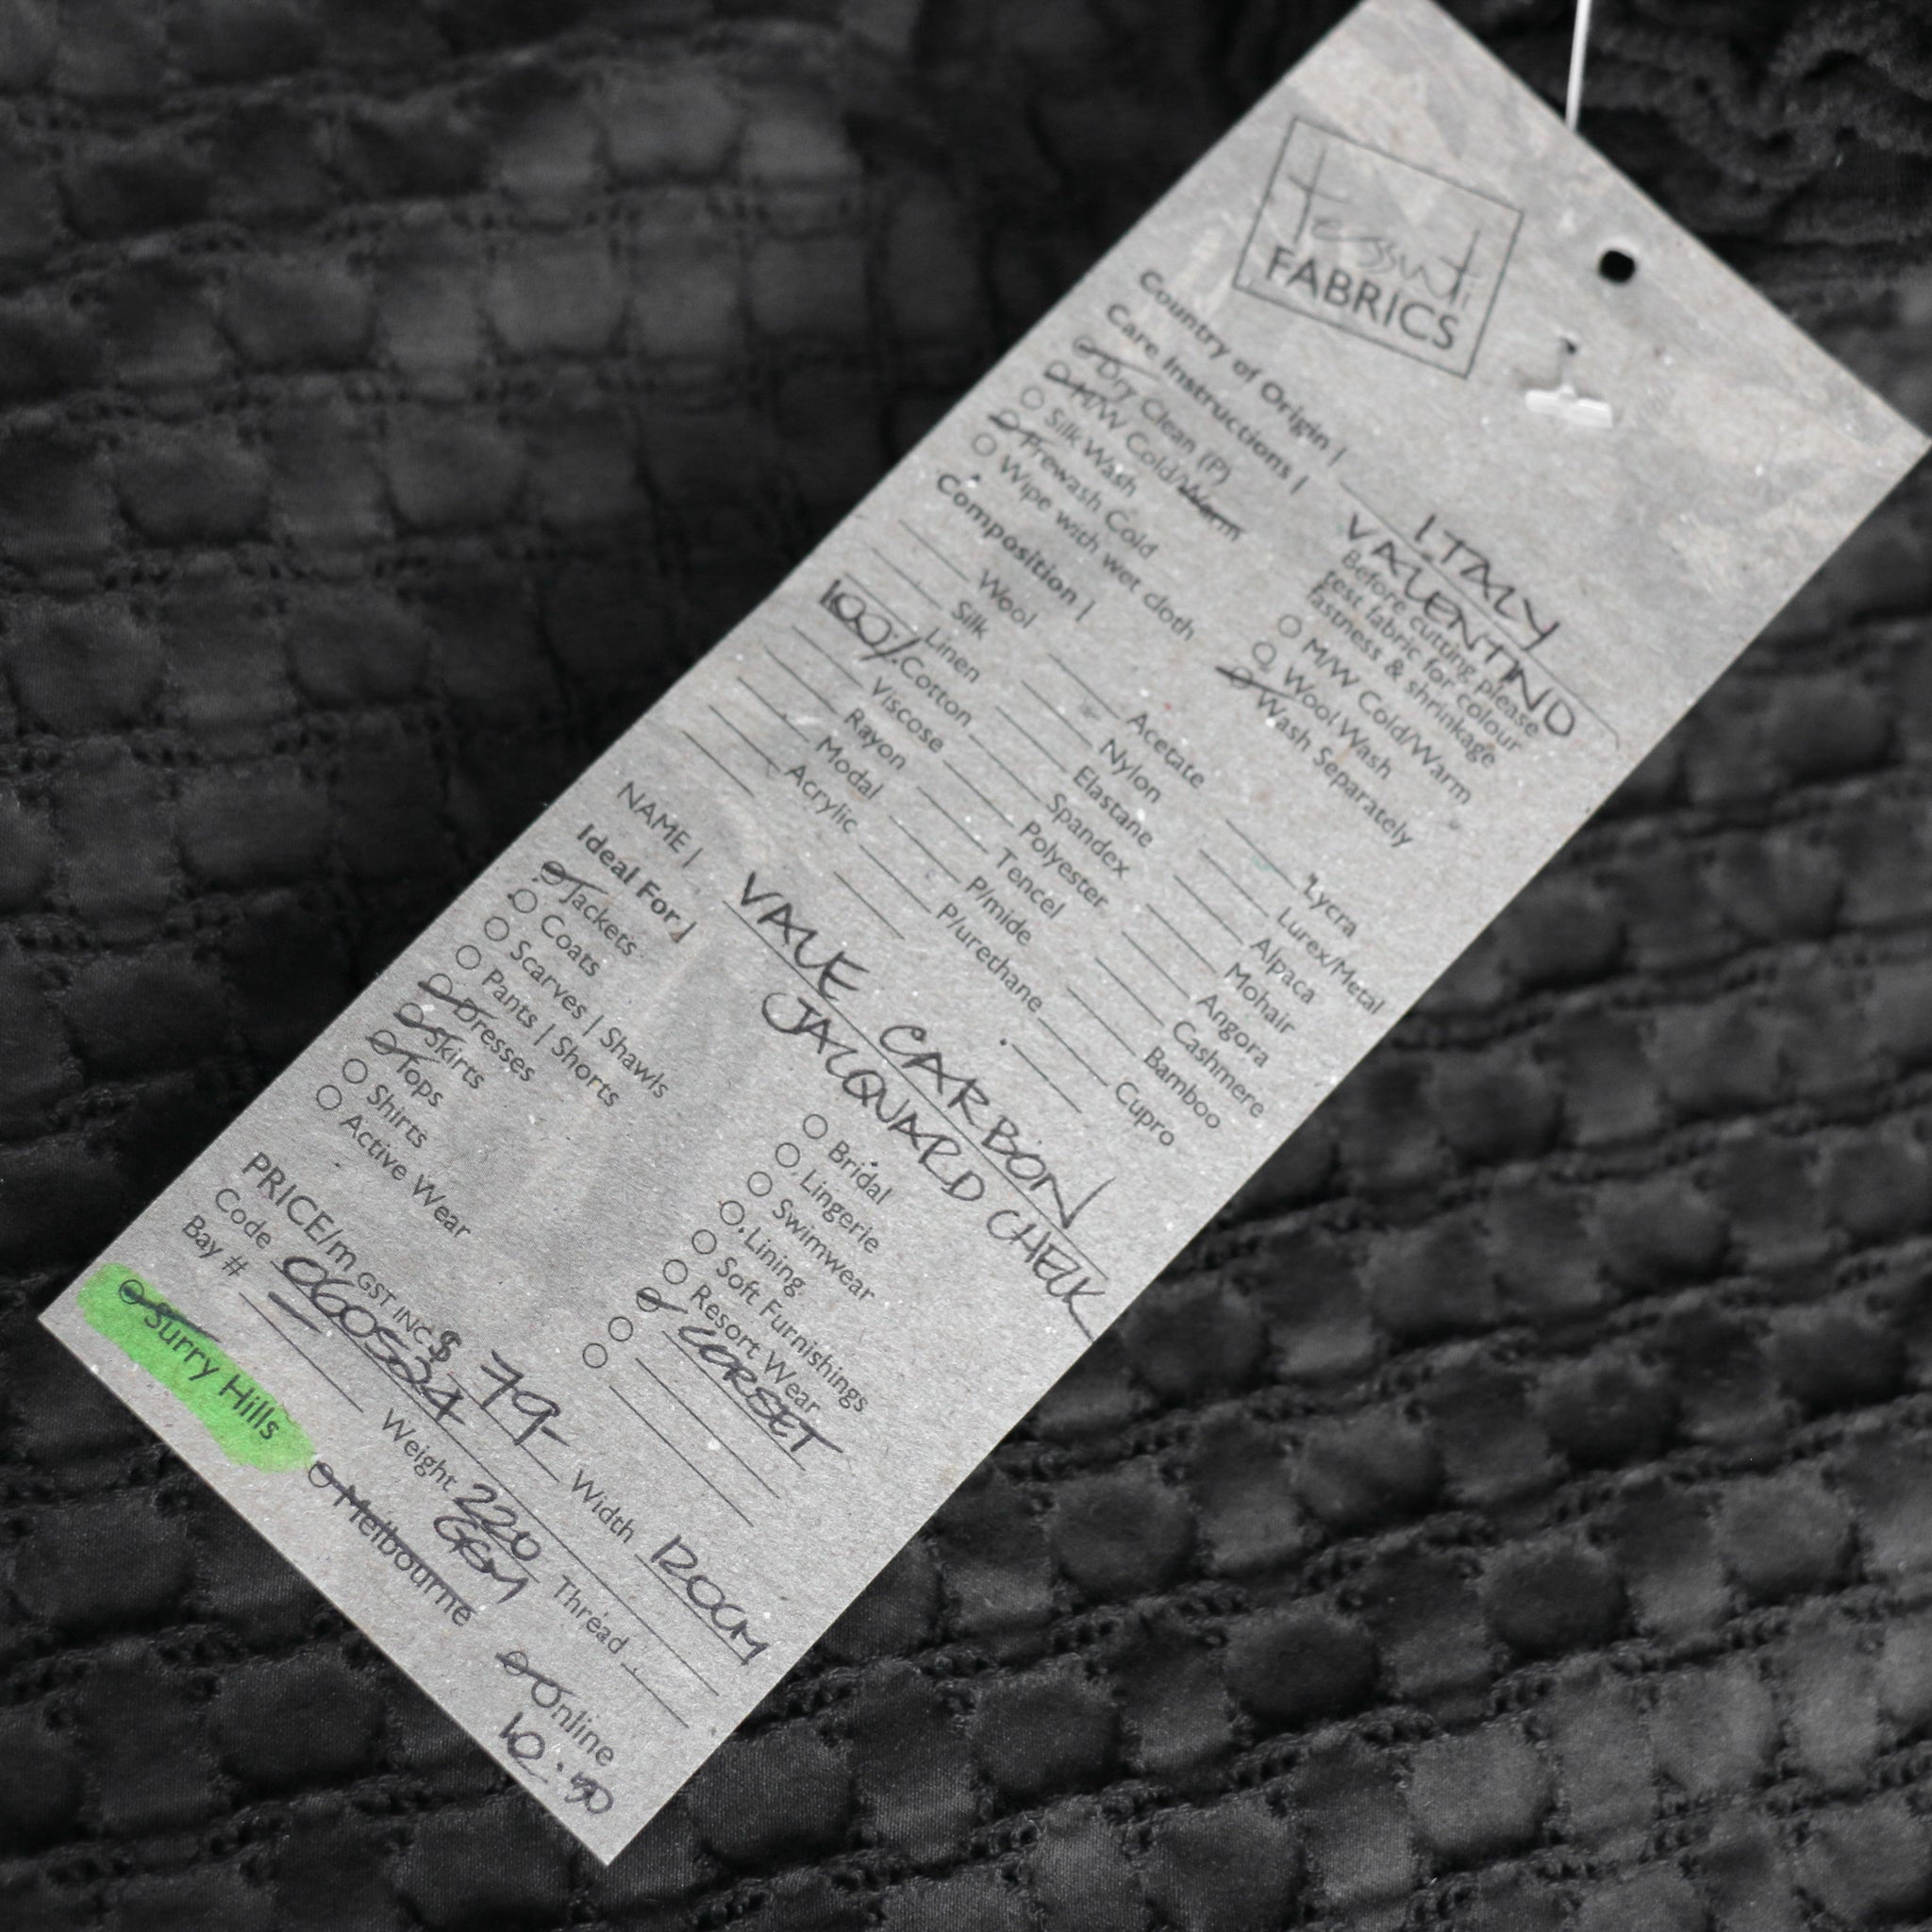 tessuti
FABRICS
Country of Origin | ITALY
VALENTINO
Care Instructions |
Before cutting please
test fabric for colour
fastness & shrinkage
Dry Clean (P)
H/W Cold/Warm
Silk Wash
Prewash Cold
Wipe with wet cloth
M/W Cold/Warm
Wool Wash
Wash Separately
Composition |
Wool
Silk
Linen
100% Cotton
Viscose
Rayon
Modal
Acrylic
Acetate
Nylon
Elastane
Spandex
Polyester
Tencel
P/mide
P/urethane
Lycra
Lurex/Metal
Alpaca
Mohair
Angora
Cashmere
Bamboo
Cupro
NAME | VALE CARBON
JACQUARD CHECK
Ideal For |
Jackets
Coats
Scarves | Shawls
Pants | Shorts
Dresses
Skirts
Tops
Shirts
Active Wear
Bridal
Lingerie
Swimwear
Lining
Soft Furnishings
Resort Wear
CORSET
PRICE/m GST INC $ 79- Width 120CM
Code 060524 Weight 220 GSM Thread
Bay #
Surry Hills Melbourne Online